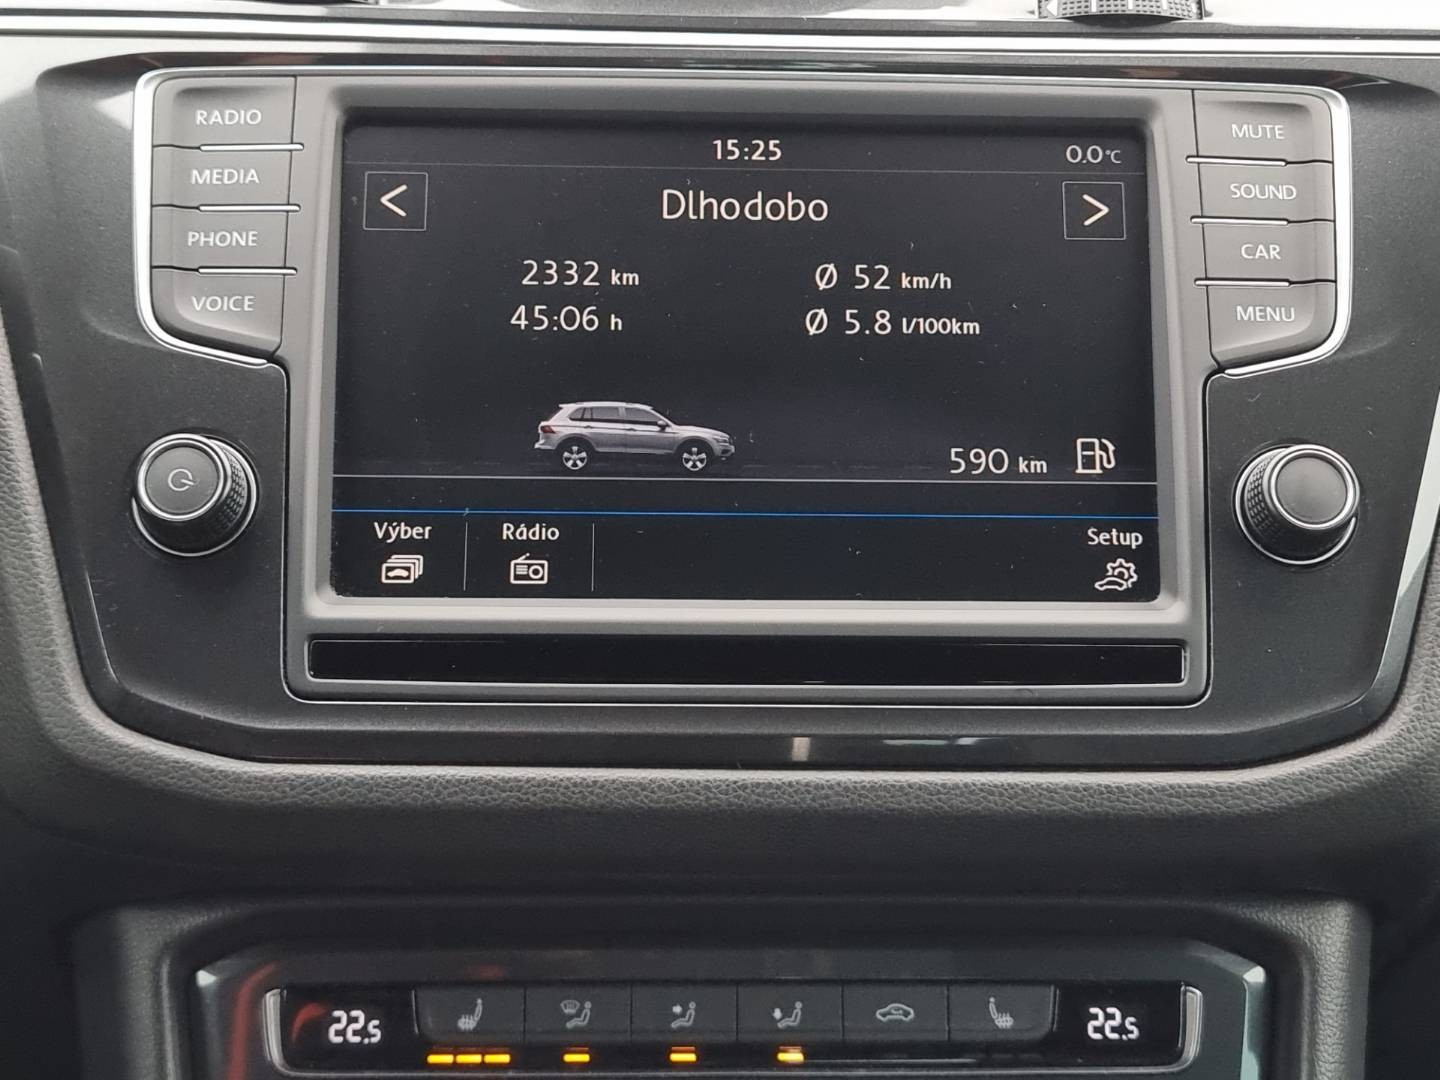 RADIO
MEDIA
PHONE
VOICE
MUTE
SOUND
CAR
MENU
15:25
0.0°C
<
Dlhodobo
>
2332 km
Ø 52 km/h
45:06 h
Ø 5.8 l/100km
590 km
Výber
Rádio
Setup
22.5
22.5